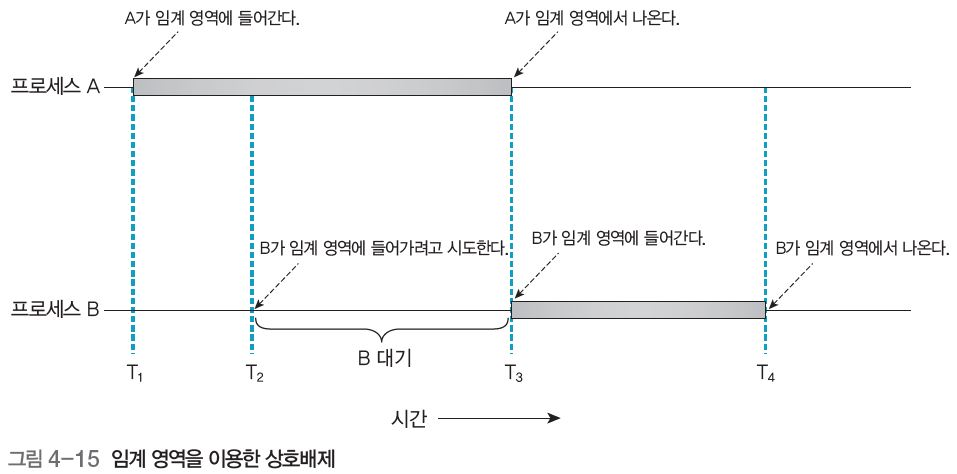 A가 임계 영역에 들어간다.
A가 임계 영역에서 나온다.
프로세스 A
B가 임계 영역에 들어가려고 시도한다.
B가 임계 영역에 들어간다.
B가 임계 영역에서 나온다.
프로세스 B
B 대기
T₁
T₂
T₃
T₄
시간
그림 4-15 임계 영역을 이용한 상호배제